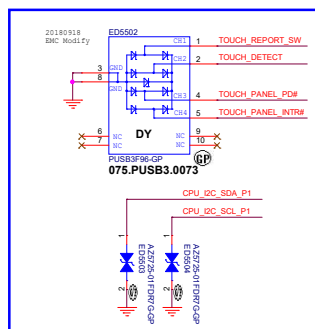 20180918
EMC Modify
ED5502
CH1
1
TOUCH_REPORT_SW
CH2
2
TOUCH_DETECT
3
GND
8
GND
CH3
4
TOUCH_PANEL_PD#
CH4
5
TOUCH_PANEL_INTR#
6
NC
7
NC
DY
NC
9
NC
10
PUSB3F96-GP
GP
075.PUSB3.0073
CPU_I2C_SDA_P1
CPU_I2C_SCL_P1
1
2
ED5503
AZ5725-01FDR7G-GP
1
2
ED5504
AZ5725-01FDR7G-GP